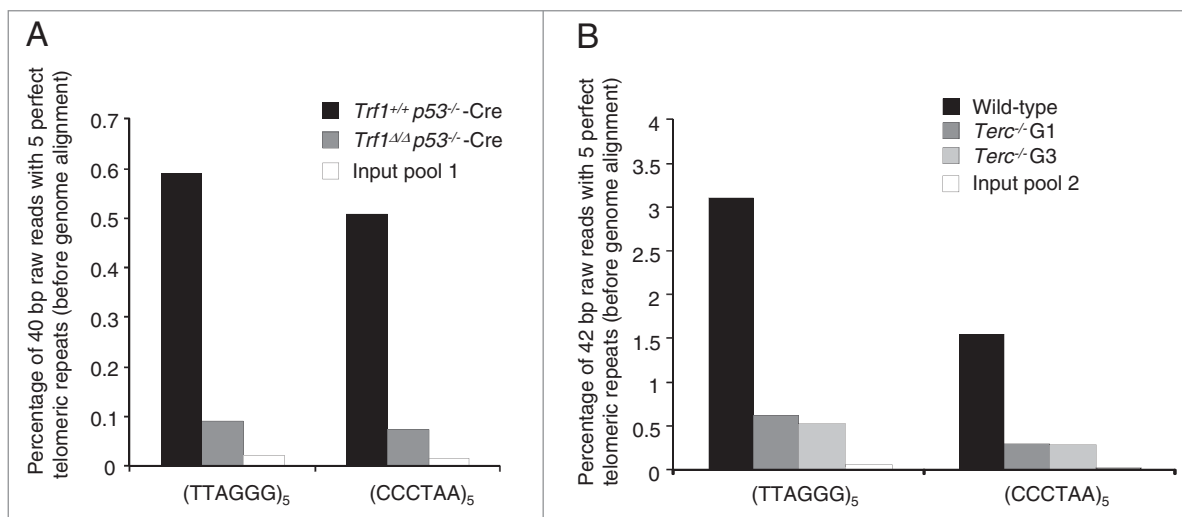 A
Percentage of 40 bp raw reads with 5 perfect
telomeric repeats (before genome alignment)
Trf1+/+ p53-/- -Cre
Trf1Δ/Δ p53-/- -Cre
Input pool 1
0.7
0.6
0.5
0.4
0.3
0.2
0.1
0
(TTAGGG)5
(CCCTAA)5
B
Percentage of 42 bp raw reads with 5 perfect
telomeric repeats (before genome alignment)
Wild-type
Terc-/- G1
Terc-/- G3
Input pool 2
4
3.5
3
2.5
2
1.5
1
0.5
0
(TTAGGG)5
(CCCTAA)5